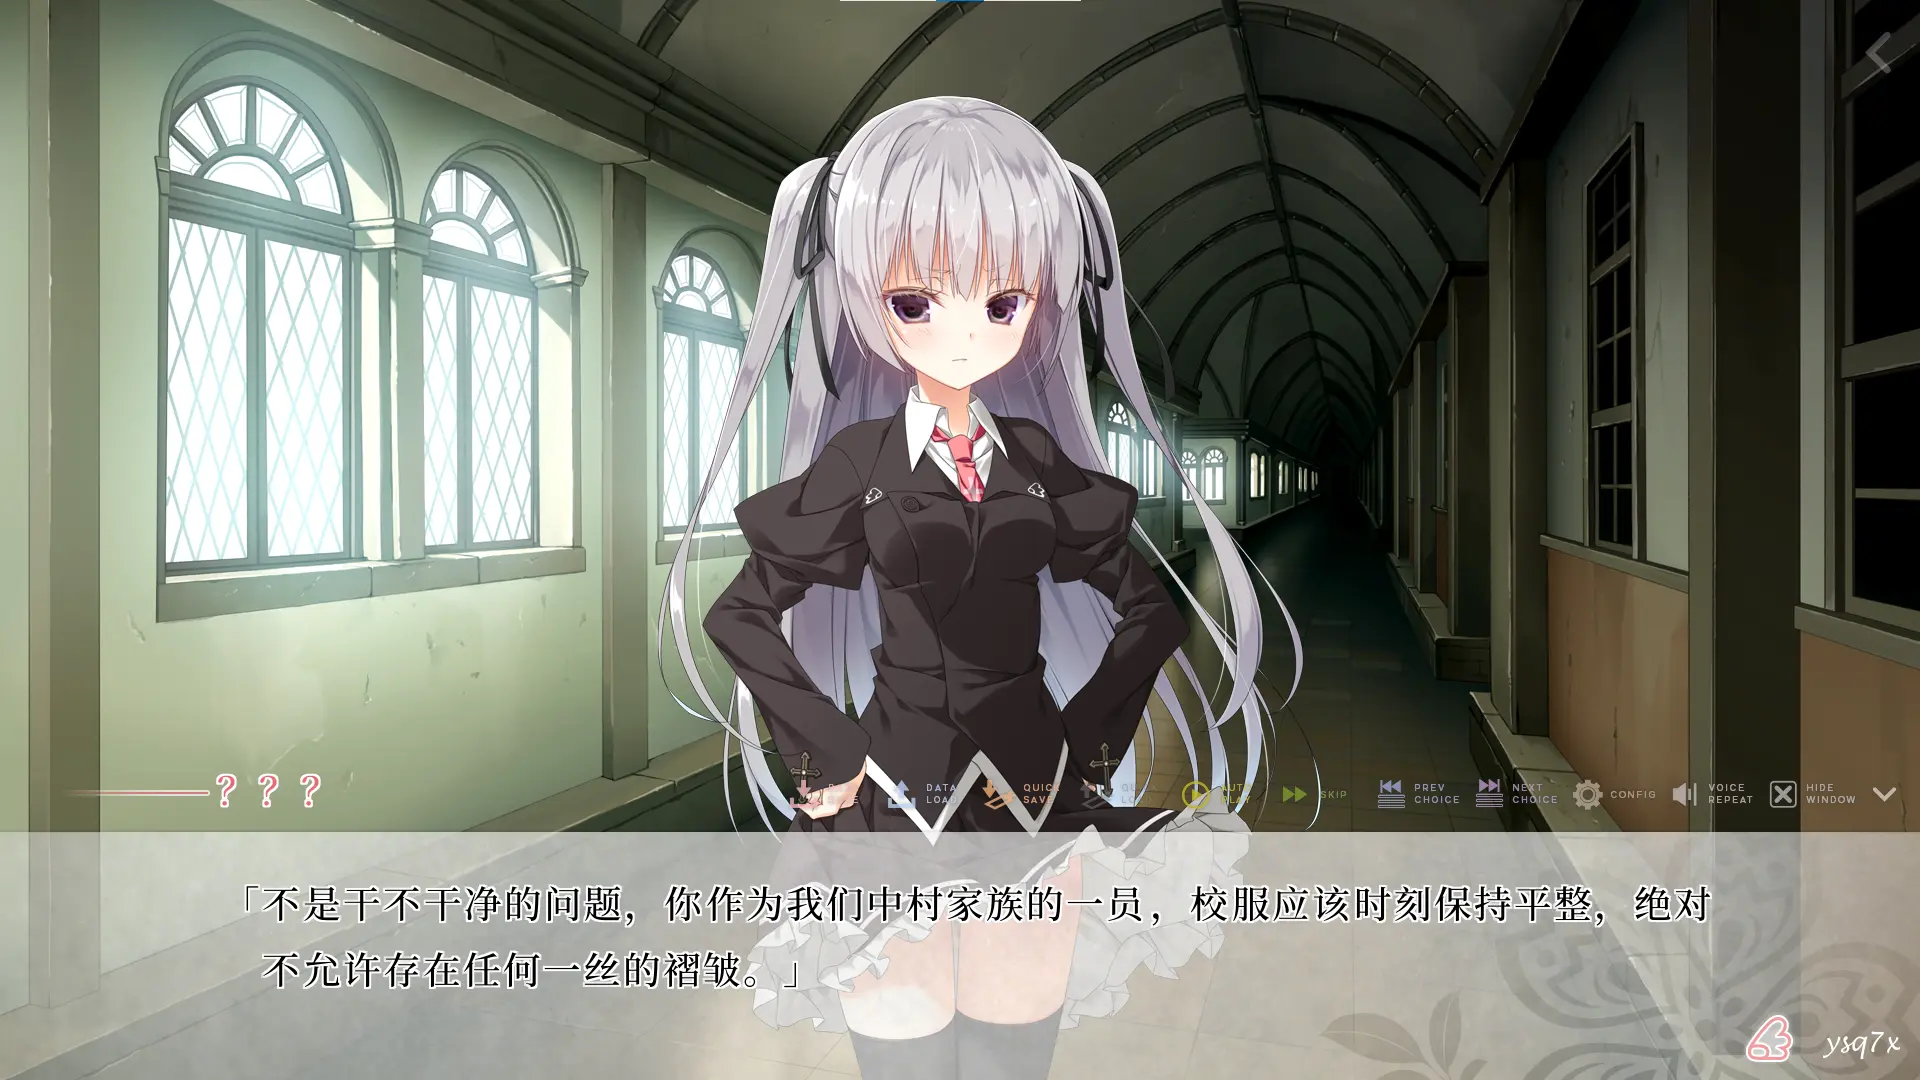 ？？？
DATA LOAD
QUICK SAVE
AUTO PLAY
SKIP
PREV CHOICE
NEXT CHOICE
CONFIG
VOICE REPEAT
HIDE WINDOW
「不是干不干净的问题，你作为我们中村家族的一员，校服应该时刻保持平整，绝对
不允许存在任何一丝的褶皱。」
ysq7x